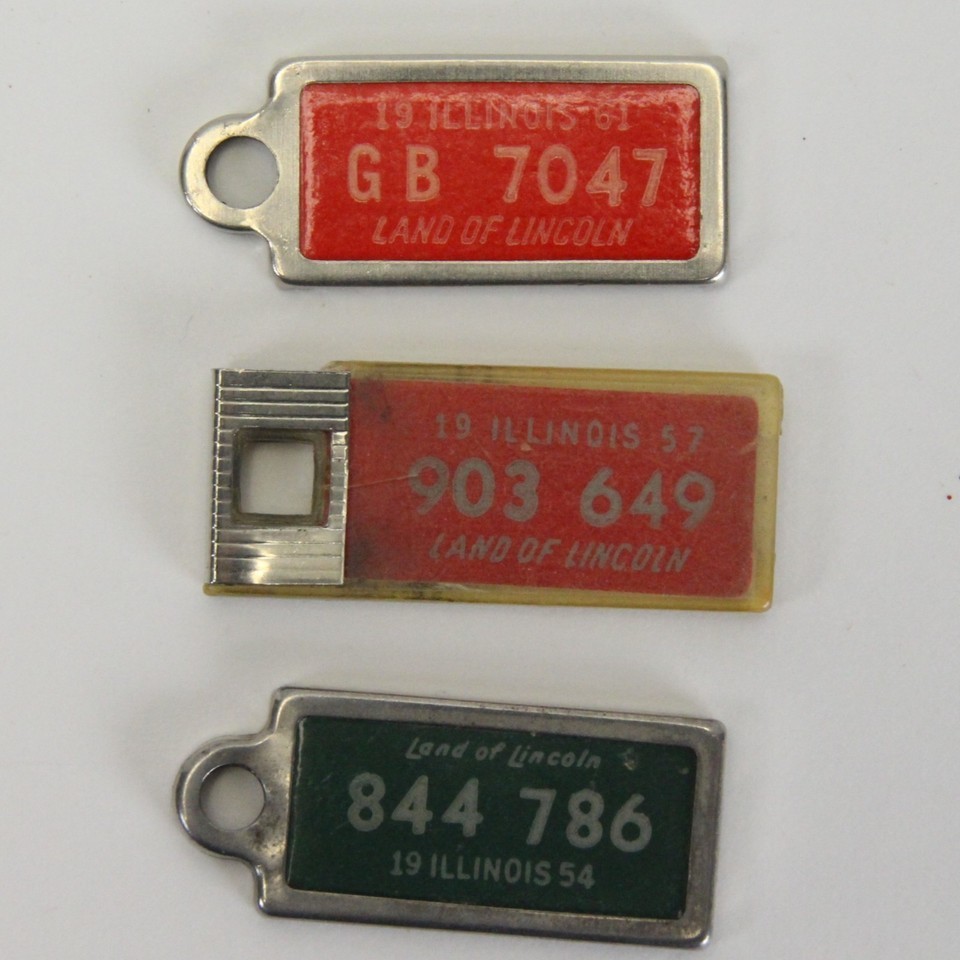 19 ILLINOIS 61
GB 7047
LAND OF LINCOLN
19 ILLINOIS 57
903 649
LAND OF LINCOLN
Land of Lincoln
844 786
19 ILLINOIS 54